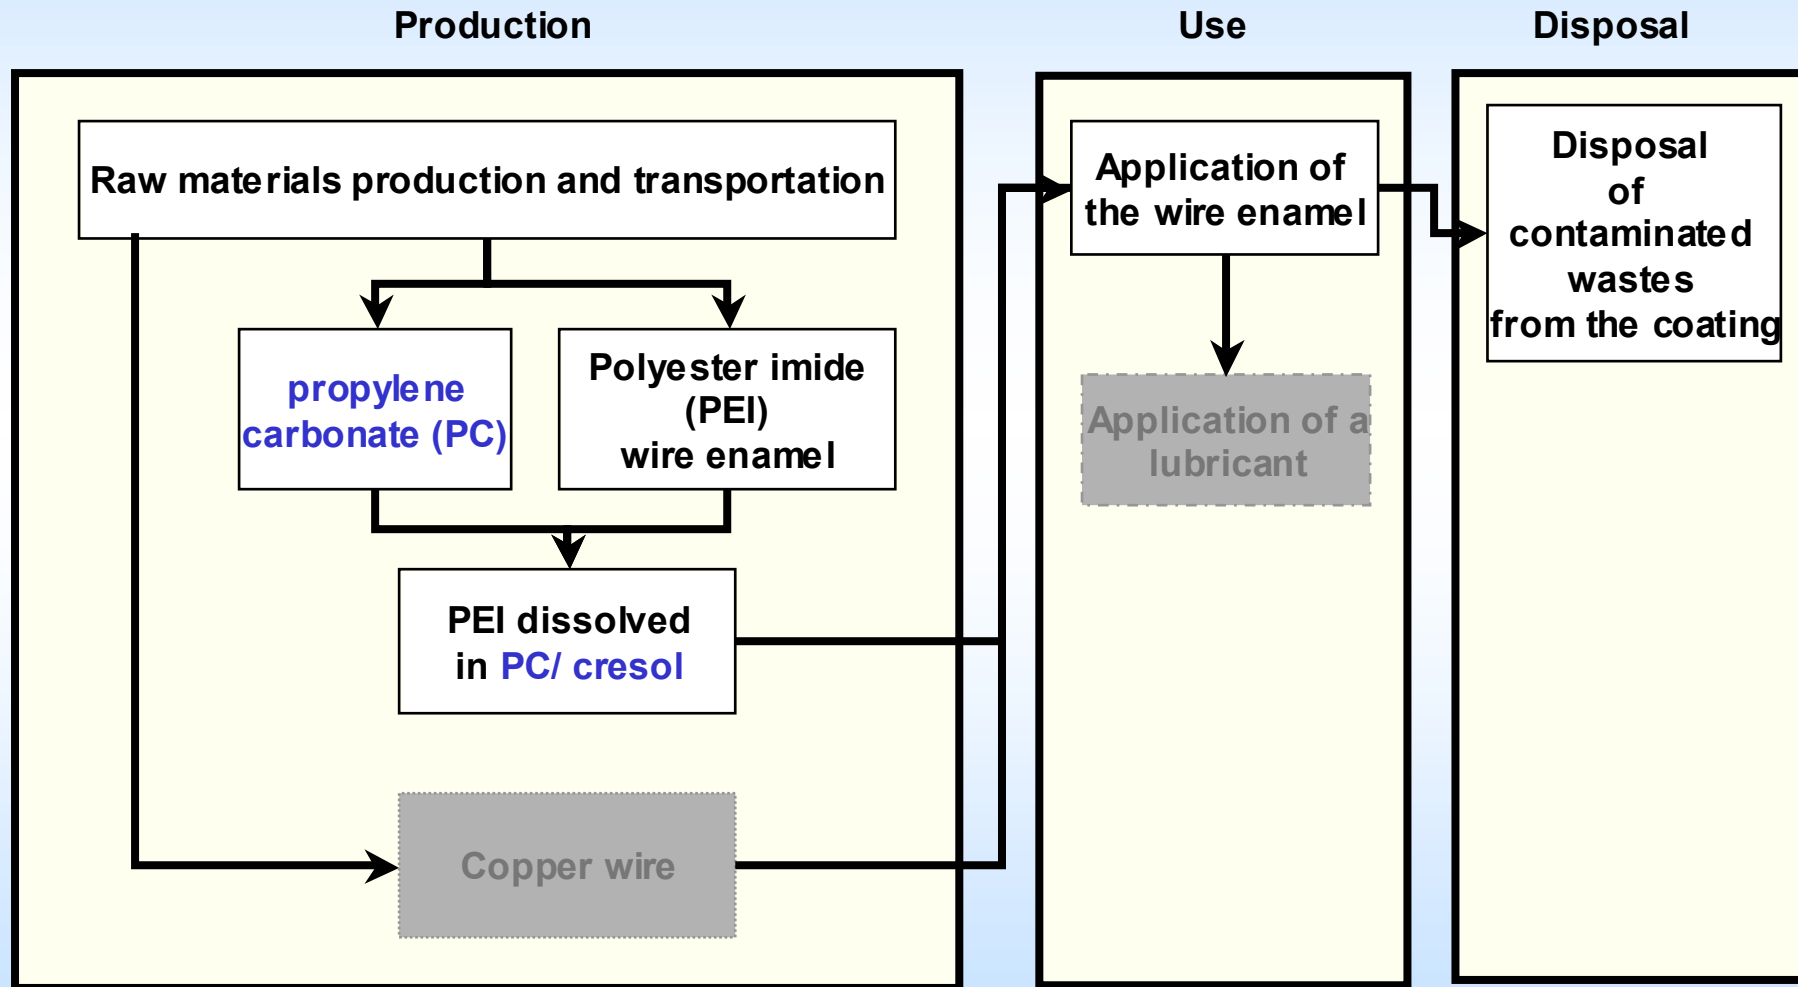 Production
Use
Disposal
Raw materials production and transportation
propylene
carbonate (PC)
Polyester imide
(PEI)
wire enamel
PEI dissolved
in PC/ cresol
Copper wire
Application of
the wire enamel
Application of a
lubricant
Disposal
of
contaminated
wastes
from the coating